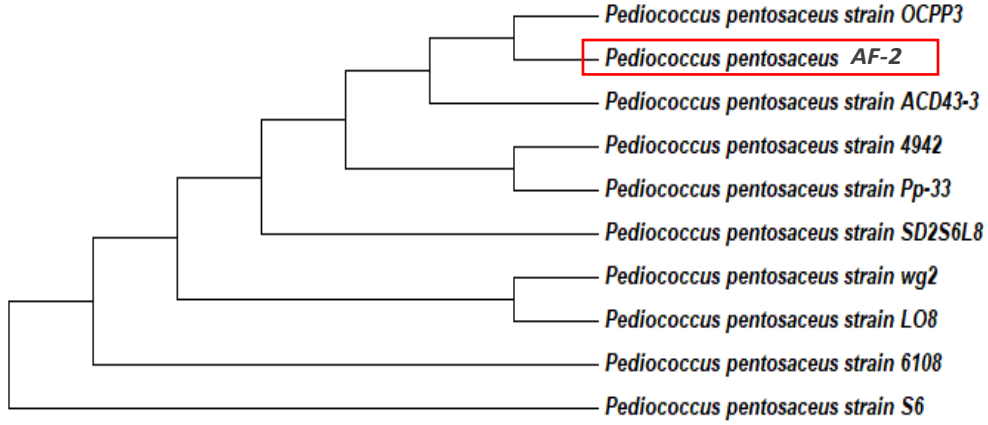 Pediococcus pentosaceus strain OCPP3
Pediococcus pentosaceus AF-2
Pediococcus pentosaceus strain ACD43-3
Pediococcus pentosaceus strain 4942
Pediococcus pentosaceus strain Pp-33
Pediococcus pentosaceus strain SD2S6L8
Pediococcus pentosaceus strain wg2
Pediococcus pentosaceus strain LO8
Pediococcus pentosaceus strain 6108
Pediococcus pentosaceus strain S6